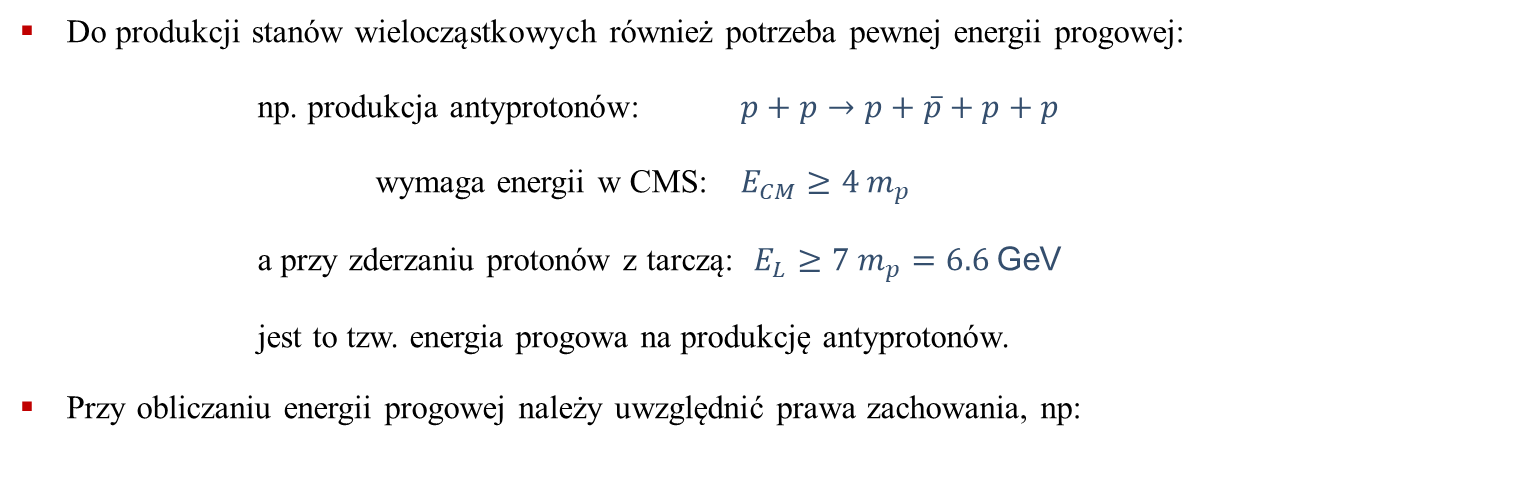 ▪ Do produkcji stanów wielocząstkowych również potrzeba pewnej energii progowej:
np. produkcja antyprotonów: p + p → p + p̄ + p + p
wymaga energii w CMS: E_CM ≥ 4 m_p
a przy zderzaniu protonów z tarczą: E_L ≥ 7 m_p = 6.6 GeV
jest to tzw. energia progowa na produkcję antyprotonów.
▪ Przy obliczaniu energii progowej należy uwzględnić prawa zachowania, np: